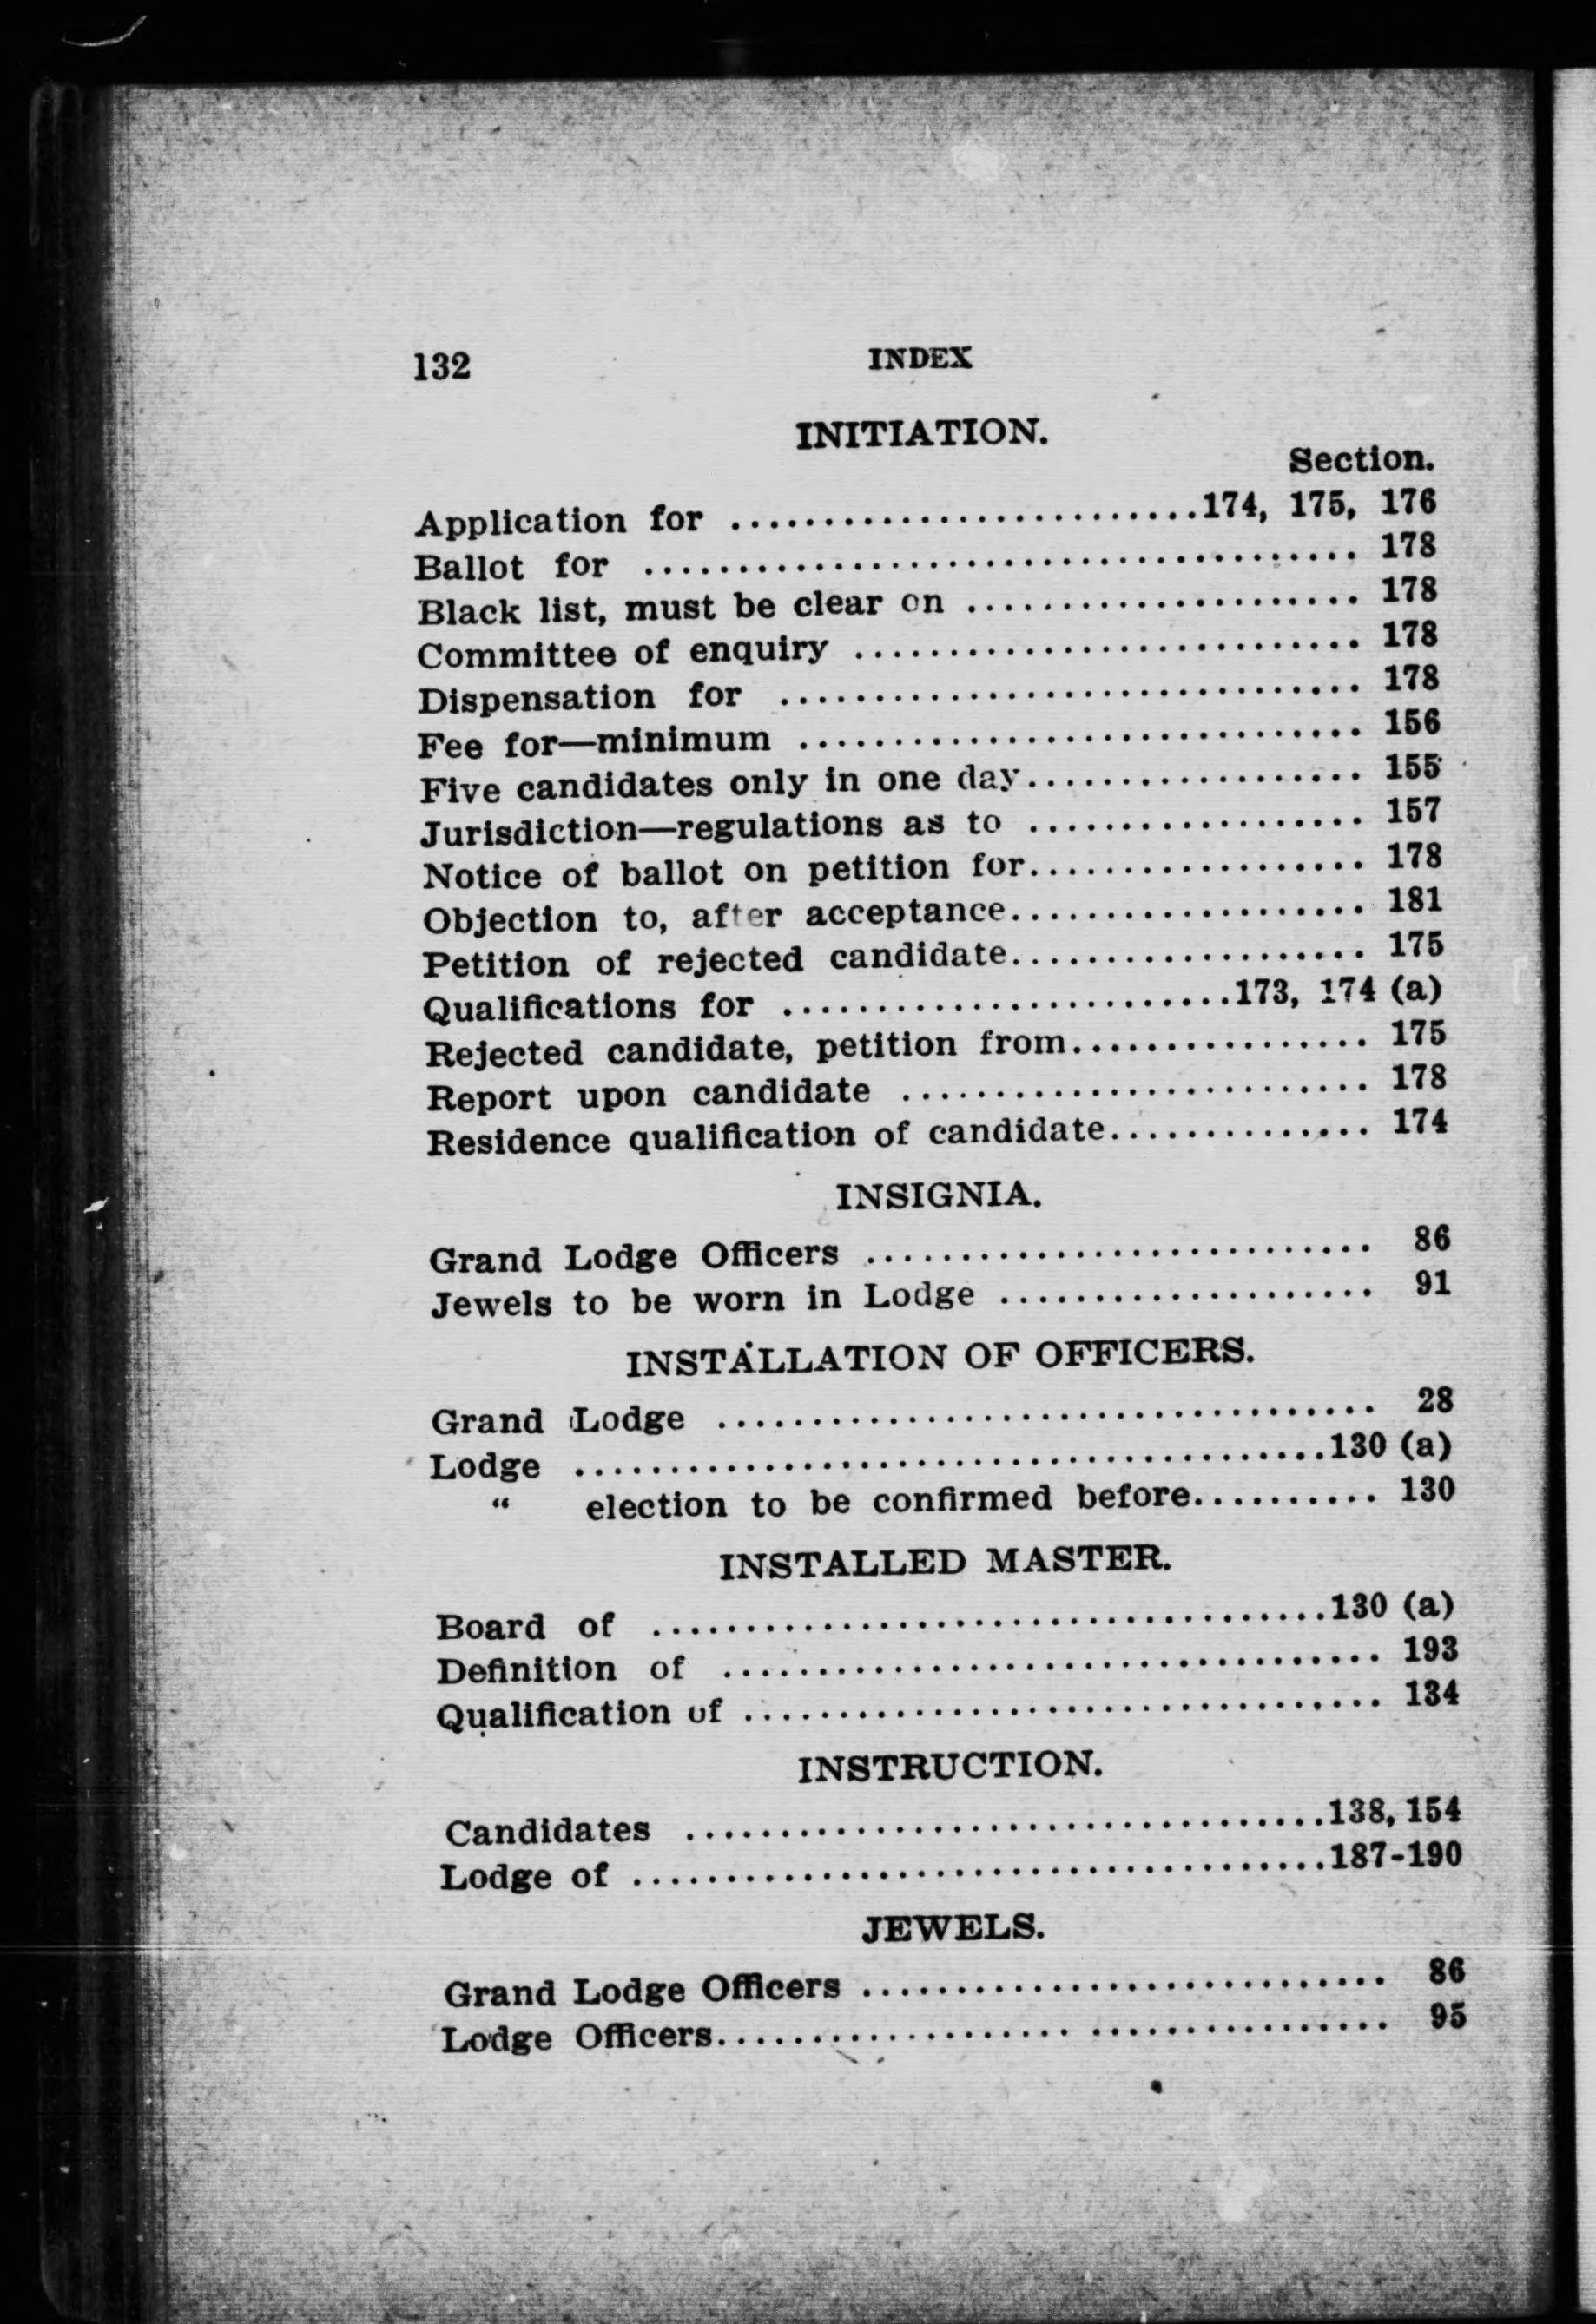 132 INDEX
INITIATION.
Section.
Application for ..........................174, 175, 176
Ballot for ...................................... 178
Black list, must be clear on ..................... 178
Committee of enquiry ........................... 178
Dispensation for ............................... 178
Fee for—minimum .............................. 156
Five candidates only in one day.................. 155
Jurisdiction—regulations as to .................. 157
Notice of ballot on petition for.................. 178
Objection to, after acceptance................... 181
Petition of rejected candidate................... 175
Qualifications for ........................173, 174 (a)
Rejected candidate, petition from................ 175
Report upon candidate ......................... 178
Residence qualification of candidate.............. 174
INSIGNIA.
Grand Lodge Officers ........................... 86
Jewels to be worn in Lodge .................... 91
INSTALLATION OF OFFICERS.
Grand Lodge ................................... 28
Lodge ........................................130 (a)
“ election to be confirmed before.......... 130
INSTALLED MASTER.
Board of ....................................130 (a)
Definition of ................................... 193
Qualification of .................................. 134
INSTRUCTION.
Candidates ..................................138, 154
Lodge of .....................................187-190
JEWELS.
Grand Lodge Officers ............................ 86
Lodge Officers................... ................ 95